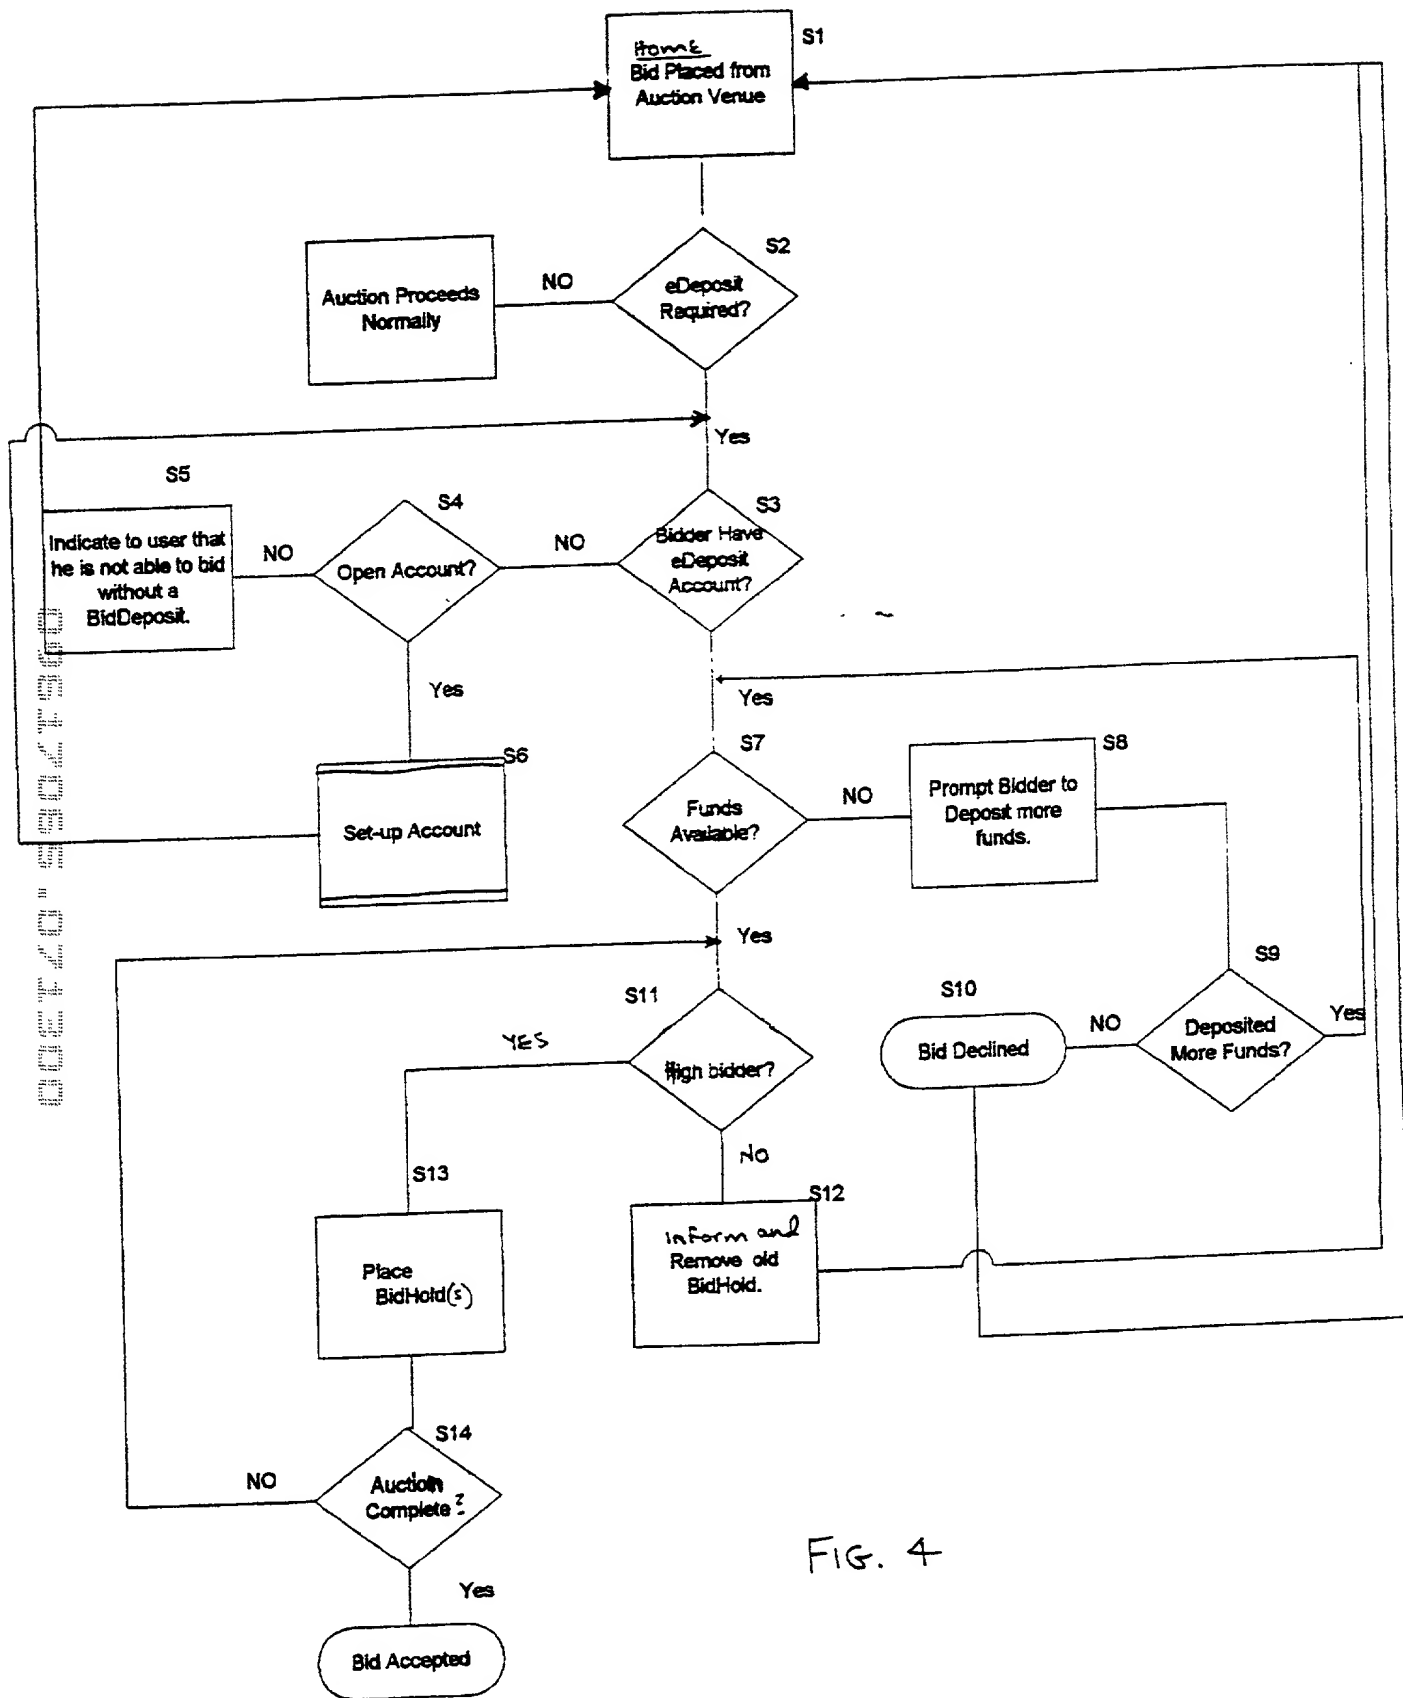 Home
S1
Bid Placed from
Auction Venue
S2
NO
eDeposit
Required?
Auction Proceeds
Normally
Yes
S5
S4
S3
Indicate to user that
he is not able to bid
without a
BidDeposit.
NO
Open Account?
NO
Bidder Have
eDeposit
Account?
Yes
Yes
S6
Set-up Account
S7
S8
Funds
Available?
NO
Prompt Bidder to
Deposit more
funds.
Yes
S9
S10
S11
Bid Declined
NO
Deposited
More Funds?
Yes
YES
High bidder?
NO
S13
S12
Inform and
Remove old
BidHold.
Place
BidHold(s)
S14
NO
Auction
Complete?
Yes
Bid Accepted
FIG. 4